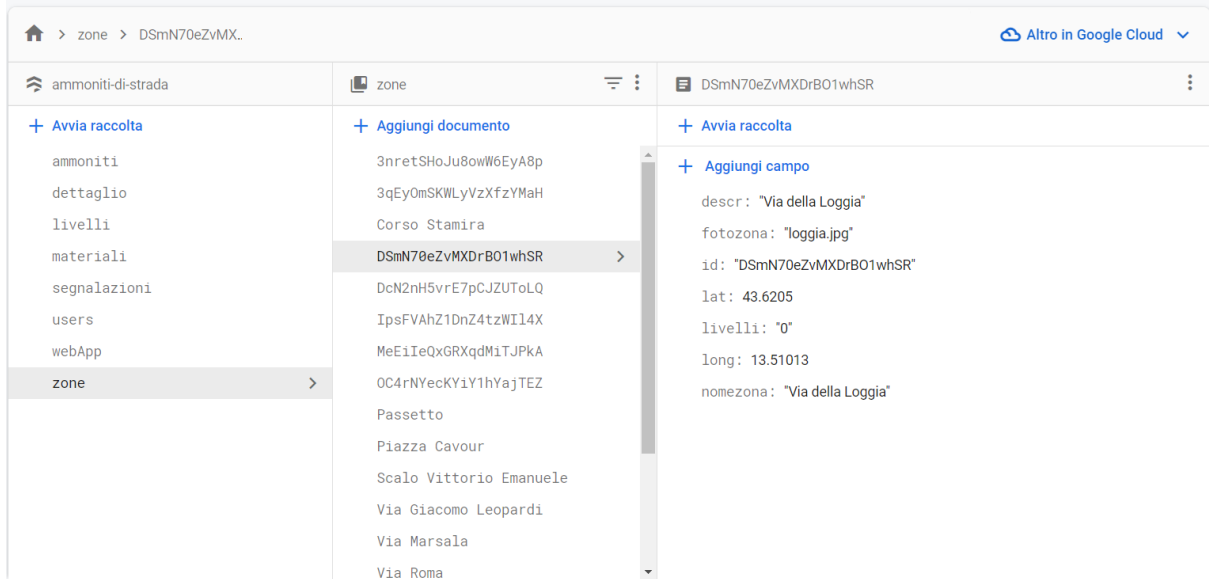 zone > DSmN70eZvMX..
Altro in Google Cloud
ammoniti-di-strada
zone
DSmN70eZvMXDrBO1whSR
+ Avvia raccolta
ammoniti
dettaglio
livelli
materiali
segnalazioni
users
webApp
zone
+ Aggiungi documento
3nretSHoJu8owW6EyA8p
3qEyOmSKWLyVzXfzYMaH
Corso Stamira
DSmN70eZvMXDrBO1whSR
DcN2nH5vrE7pCJZUToLQ
IpsFVAhZ1DnZ4tzWIl4X
MeEiIeQxGRXqdMiTJPkA
OC4rNYecKYiY1hYajTEZ
Passetto
Piazza Cavour
Scalo Vittorio Emanuele
Via Giacomo Leopardi
Via Marsala
Via Roma
+ Avvia raccolta
+ Aggiungi campo
descr: "Via della Loggia"
fotozona: "loggia.jpg"
id: "DSmN70eZvMXDrBO1whSR"
lat: 43.6205
livelli: "0"
long: 13.51013
nomezona: "Via della Loggia"